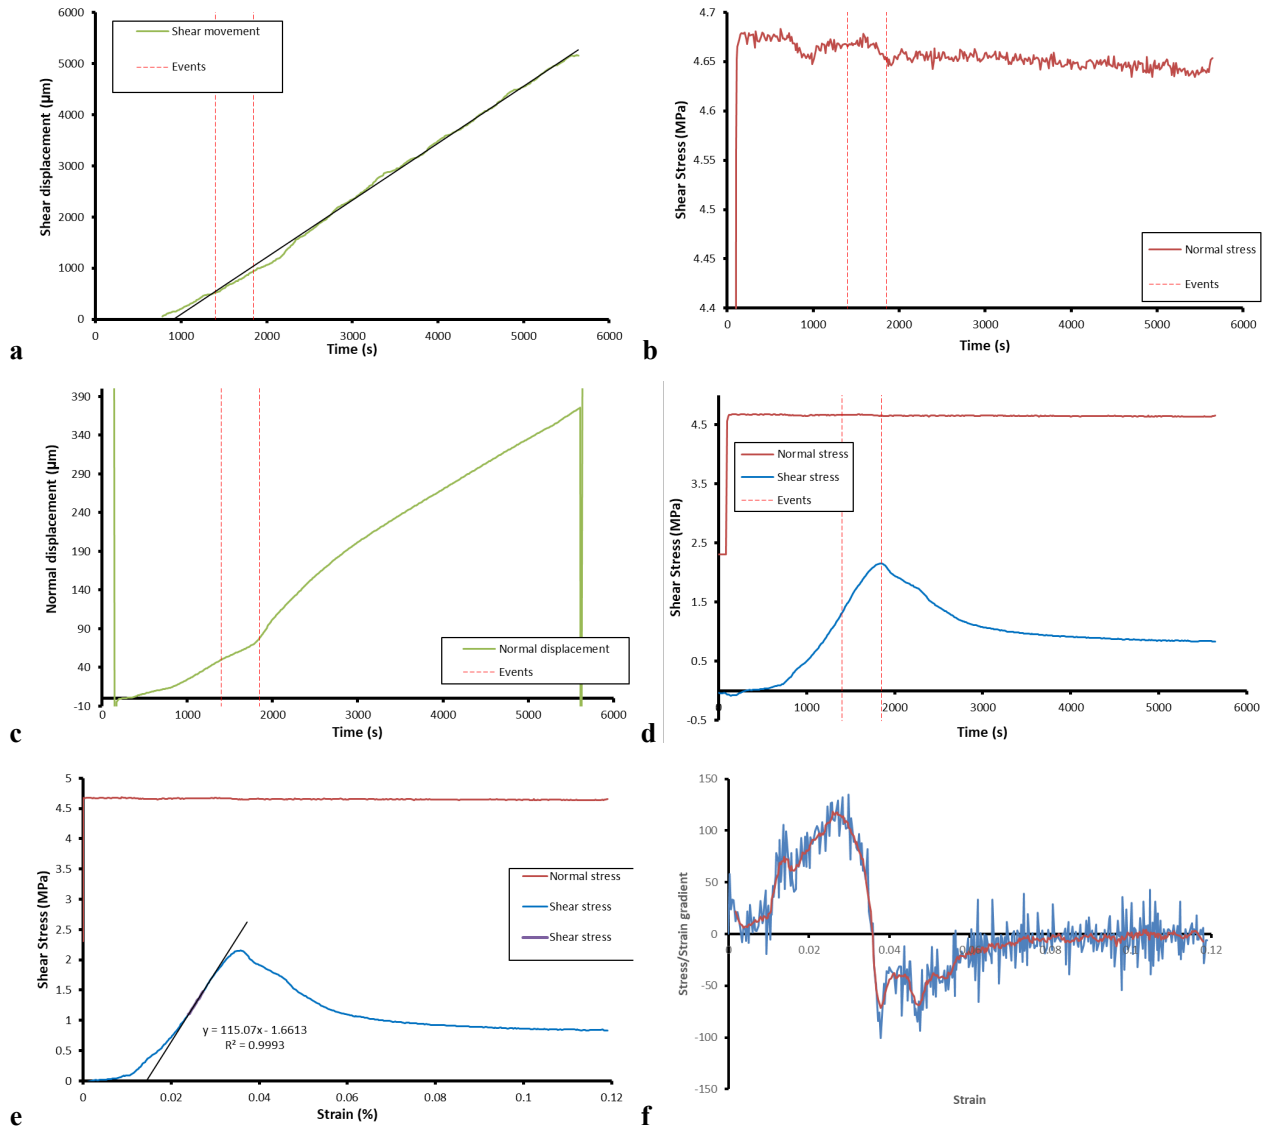 6000
5000
4000
3000
2000
1000
0
0 1000 2000 3000 4000 5000 6000
Shear displacement (µm)
Time (s)
Shear movement
Events
a
4.7
4.65
4.6
4.55
4.5
4.45
4.4
0 1000 2000 3000 4000 5000 6000
Shear Stress (MPa)
Time (s)
Normal stress
Events
b
390
340
290
240
190
140
90
40
-10
0 1000 2000 3000 4000 5000 6000
Normal displacement (µm)
Time (s)
Normal displacement
Events
c
4.5
3.5
2.5
1.5
0.5
-0.5
0 1000 2000 3000 4000 5000 6000
Shear Stress (MPa)
Time (s)
Normal stress
Shear stress
Events
d
5
4.5
4
3.5
3
2.5
2
1.5
1
0.5
0
0 0.02 0.04 0.06 0.08 0.1 0.12
Shear Stress (MPa)
Strain (%)
Normal stress
Shear stress
Shear stress
y = 115.07x - 1.6613
R² = 0.9993
e
150
100
50
0
-50
-100
-150
0 0.02 0.04 0.06 0.08 0.1 0.12
Stress/Strain gradient
Strain
f